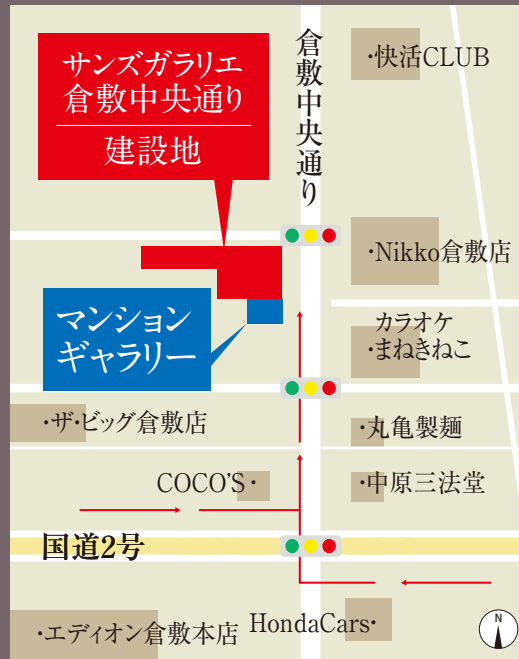 サンズガラリエ
倉敷中央通り
建設地
倉敷中央通り
・快活CLUB
・Nikko倉敷店
マンション
ギャラリー
カラオケ
・まねきねこ
・ザ・ビッグ倉敷店
・丸亀製麺
COCO'S・
・中原三法堂
国道2号
・エディオン倉敷本店
HondaCars・
N